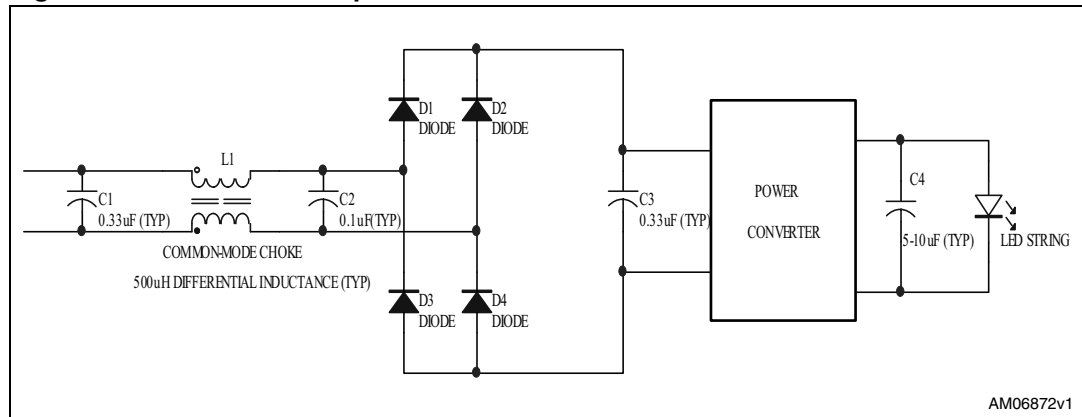 L1
C1
0.33uF (TYP)
COMMON-MODE CHOKE
500uH DIFFERENTIAL INDUCTANCE (TYP)
C2
0.1uF(TYP)
D1
DIODE
D2
DIODE
D3
DIODE
D4
DIODE
C3
0.33uF (TYP)
POWER
CONVERTER
C4
5-10uF (TYP)
LED STRING
AM06872v1